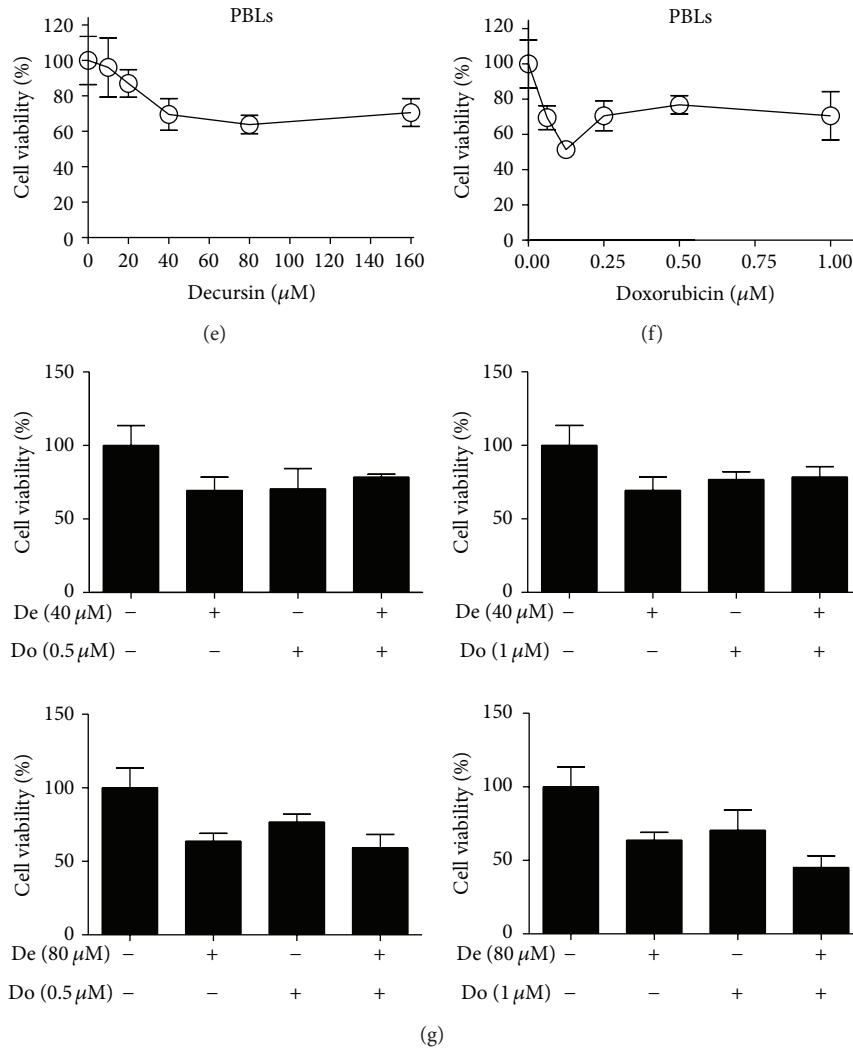 PBLs
120
100
80
60
40
20
0
Cell viability (%)
0 20 40 60 80 100 120 140 160
Decursin (μM)
(e)
PBLs
120
100
80
60
40
20
0
Cell viability (%)
0.00 0.25 0.50 0.75 1.00
Doxorubicin (μM)
(f)
150
100
50
0
Cell viability (%)
De (40 μM) − + − +
Do (0.5 μM) − − + +
150
100
50
0
Cell viability (%)
De (40 μM) − + − +
Do (1 μM) − − + +
150
100
50
0
Cell viability (%)
De (80 μM) − + − +
Do (0.5 μM) − − + +
150
100
50
0
Cell viability (%)
De (80 μM) − + − +
Do (1 μM) − − + +
(g)